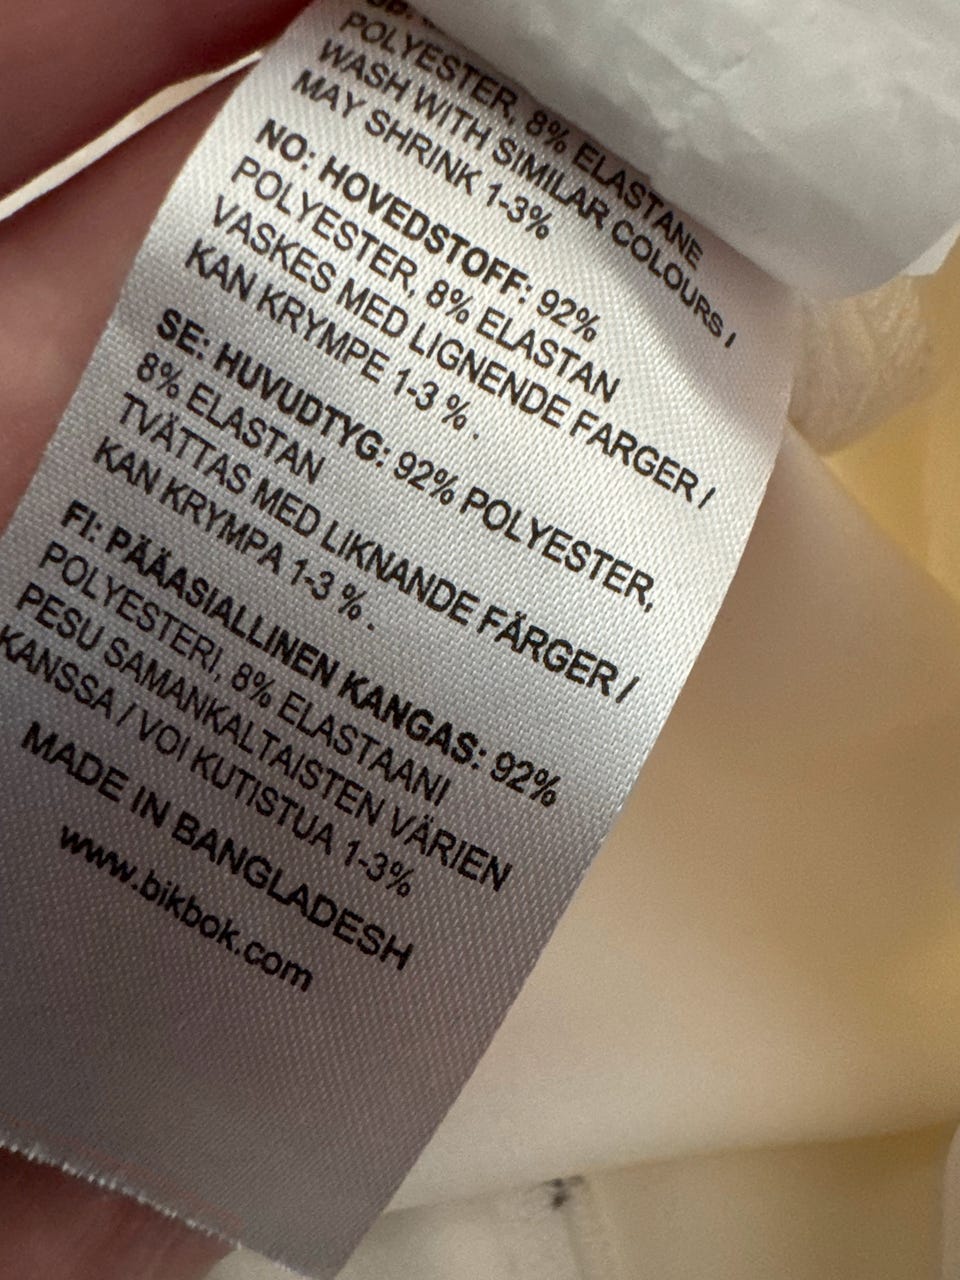 POLYESTER, 8% ELASTANE
WASH WITH SIMILAR COLOURS /
MAY SHRINK 1-3%
NO: HOVEDSTOFF: 92%
POLYESTER, 8% ELASTAN
VASKES MED LIGNENDE FARGER /
KAN KRYMPE 1-3 % .
SE: HUVUDTYG: 92% POLYESTER,
8% ELASTAN
TVÄTTAS MED LIKNANDE FÄRGER /
KAN KRYMPA 1-3 % .
FI: PÄÄASIALLINEN KANGAS: 92%
POLYESTERI, 8% ELASTAANI
PESU SAMANKALTAISTEN VÄRIEN
KANSSA / VOI KUTISTUA 1-3%
MADE IN BANGLADESH
www.bikbok.com